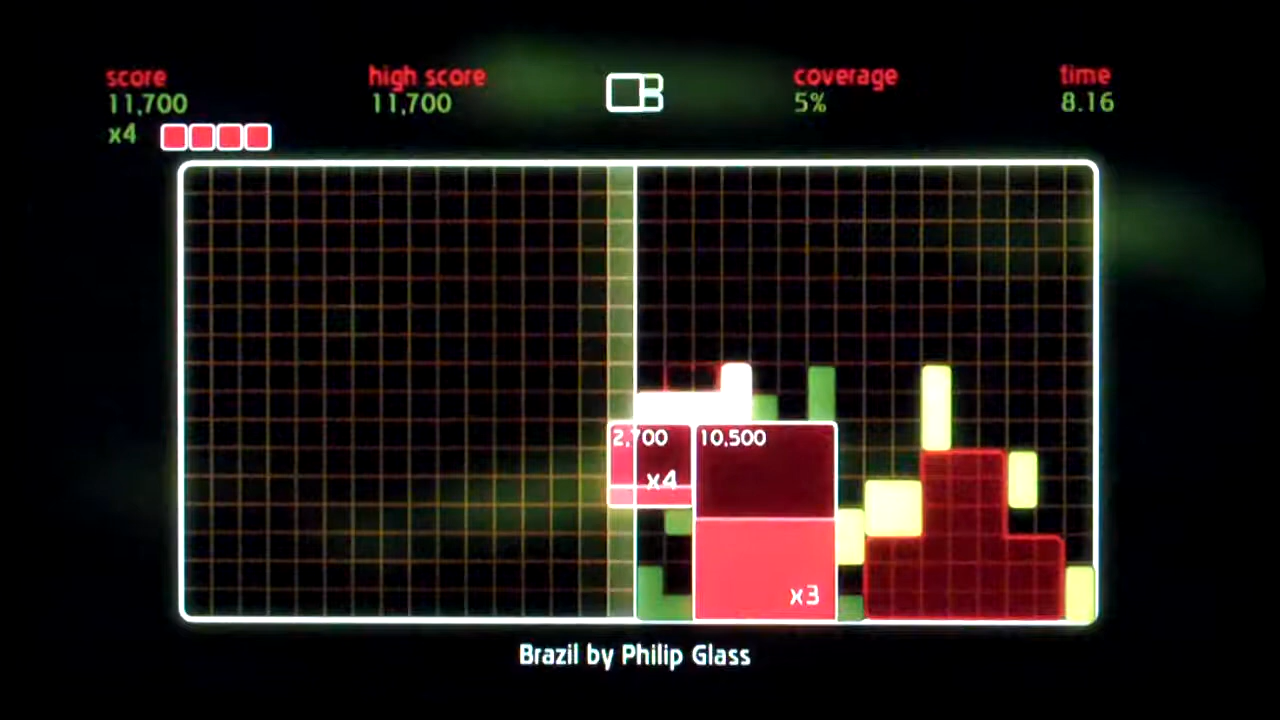 score
11,700
x4
high score
11,700
coverage
5%
time
8.16
2,700
x4
10,500
x3
Brazil by Philip Glass